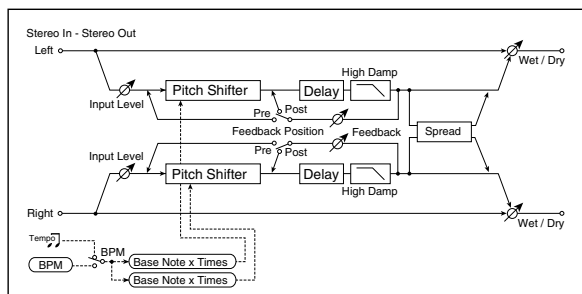 Stereo In - Stereo Out
Left
Wet / Dry
Input Level
Pitch Shifter
Delay
High Damp
Pre
Post
Feedback Position
Feedback
Spread
Input Level
Pre
Post
Pitch Shifter
Delay
High Damp
Right
Wet / Dry
Tempo
BPM
BPM
Base Note x Times
Base Note x Times